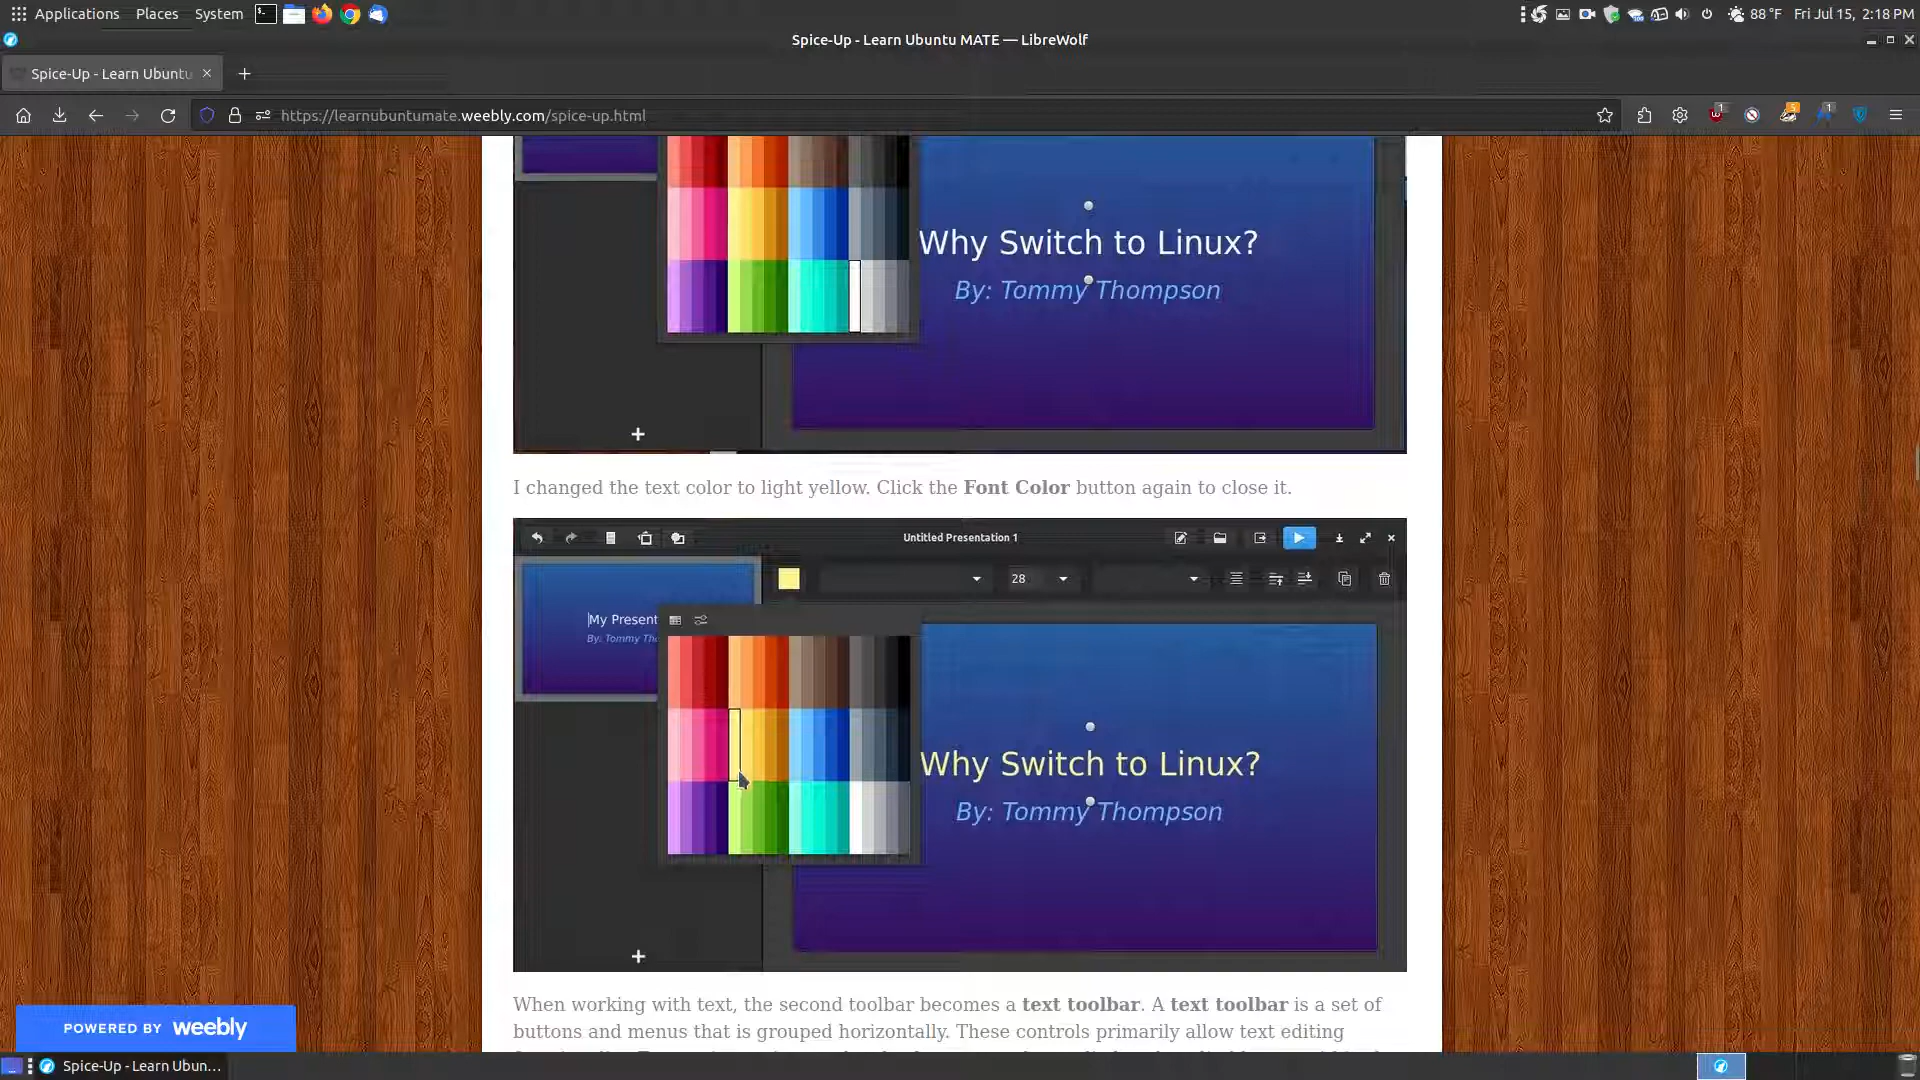 Applications Places System 88 °F Fri Jul 15, 2:18 PM
Spice-Up - Learn Ubuntu MATE — LibreWolf
Spice-Up - Learn Ubuntu
https://learnubuntumate.weebly.com/spice-up.html
Why Switch to Linux?
By: Tommy Thompson
I changed the text color to light yellow. Click the Font Color button again to close it.
Untitled Presentation 1
28
My Present
By: Tommy Th
Why Switch to Linux?
By: Tommy Thompson
When working with text, the second toolbar becomes a text toolbar. A text toolbar is a set of
buttons and menus that is grouped horizontally. These controls primarily allow text editing
POWERED BY weebly
Spice-Up - Learn Ubun...